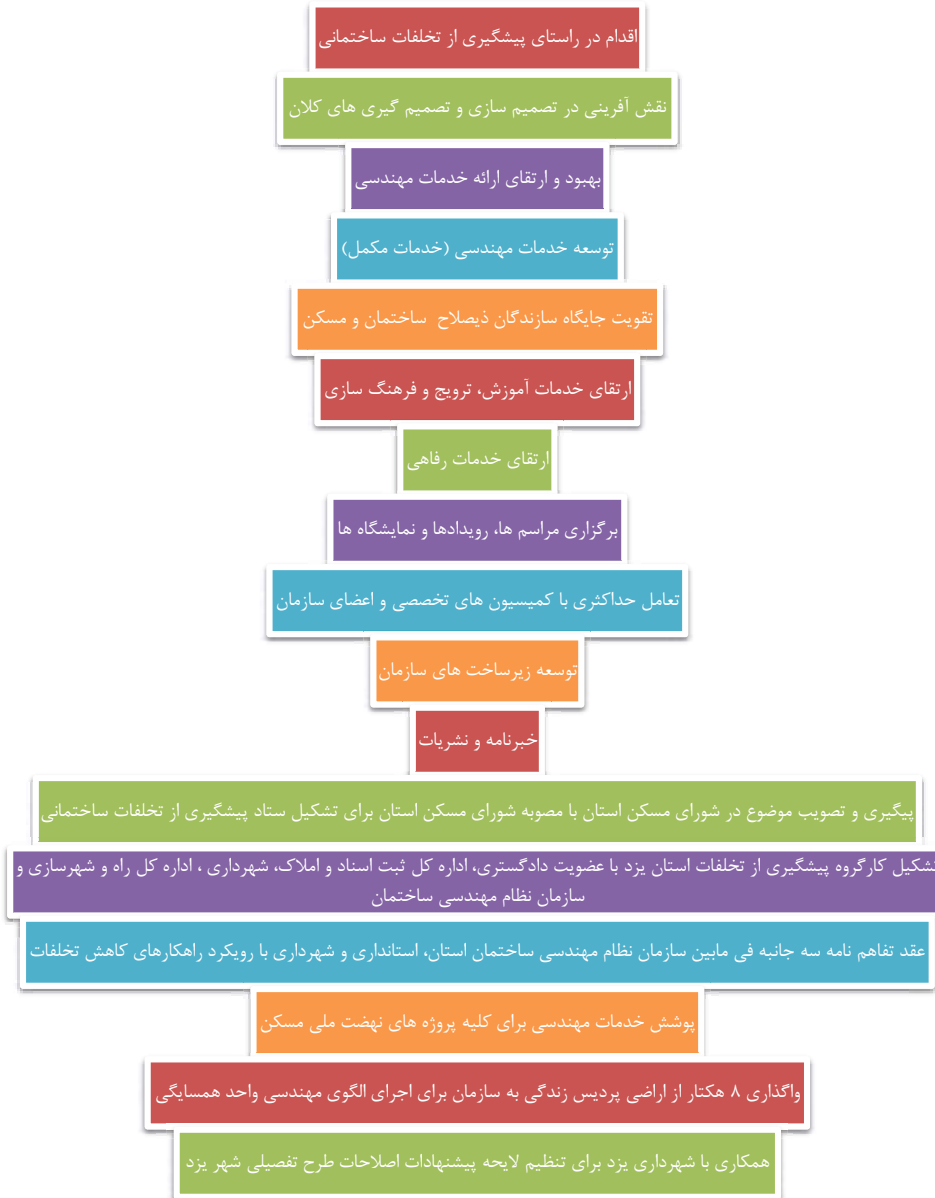 اقدام در راستای پیشگیری از تخلفات ساختمانی
نقش آفرینی در تصمیم سازی و تصمیم گیری های کلان
بهبود و ارتقای ارائه خدمات مهندسی
توسعه خدمات مهندسی (خدمات مکمل)
تقویت جایگاه سازندگان ذیصلاح ساختمان و مسکن
ارتقای خدمات آموزش، ترویج و فرهنگ سازی
ارتقای خدمات رفاهی
برگزاری مراسم ها، رویدادها و نمایشگاه ها
تعامل حداکثری با کمیسیون های تخصصی و اعضای سازمان
توسعه زیرساخت های سازمان
خبرنامه و نشریات
پیگیری و تصویب موضوع در شورای مسکن استان با مصوبه شورای مسکن استان برای تشکیل ستاد پیشگیری از تخلفات ساختمانی
تشکیل کارگروه پیشگیری از تخلفات استان یزد با عضویت دادگستری، اداره کل ثبت اسناد و املاک، شهرداری ، اداره کل راه و شهرسازی و
سازمان نظام مهندسی ساختمان
عقد تفاهم نامه سه جانبه فی مابین سازمان نظام مهندسی ساختمان استان، استانداری و شهرداری با رویکرد راهکارهای کاهش تخلفات
پوشش خدمات مهندسی برای کلیه پروژه های نهضت ملی مسکن
واگذاری ۸ هکتار از اراضی پردیس زندگی به سازمان برای اجرای الگوی مهندسی واحد همسایگی
همکاری با شهرداری یزد برای تنظیم لایحه پیشنهادات اصلاحات طرح تفصیلی شهر یزد